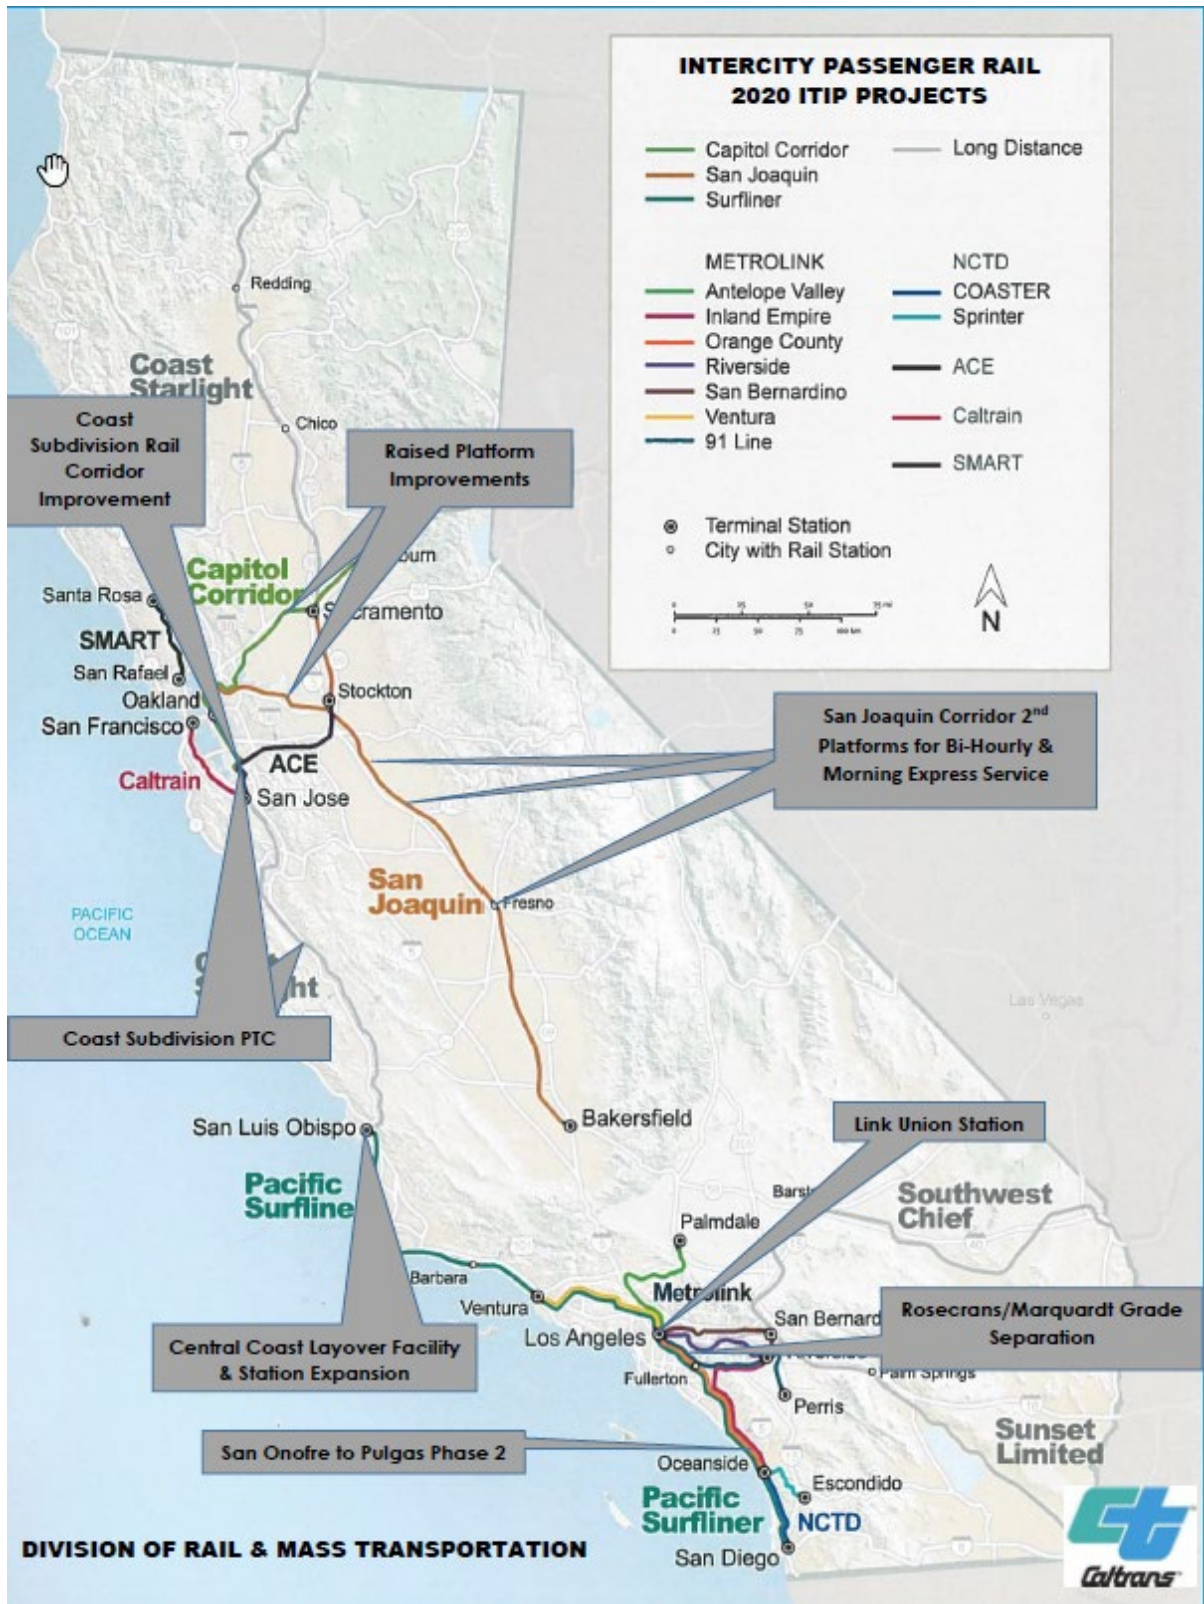 INTERCITY PASSENGER RAIL
2020 ITIP PROJECTS
Capitol Corridor
San Joaquin
Surfliner
Long Distance
METROLINK
Antelope Valley
Inland Empire
Orange County
Riverside
San Bernardino
Ventura
91 Line
NCTD
COASTER
Sprinter
ACE
Caltrain
SMART
Terminal Station
City with Rail Station
N
Redding
Coast
Starlight
Chico
Coast
Subdivision Rail
Corridor
Improvement
Raised Platform
Improvements
Capitol
Corridor
Sacramento
Santa Rosa
SMART
San Rafael
Oakland
San Francisco
Stockton
ACE
Caltrain
San Jose
San Joaquin Corridor 2nd
Platforms for Bi-Hourly &
Morning Express Service
San
Joaquin
Fresno
PACIFIC
OCEAN
Las Vegas
Coast Subdivision PTC
San Luis Obispo
Bakersfield
Link Union Station
Pacific
Surfline
Southwest
Chief
Palmdale
Barbara
Ventura
Metrolink
Los Angeles
San Bernard
Rosecrans/Marquardt Grade
Separation
Central Coast Layover Facility
& Station Expansion
Fullerton
Palm Springs
Perris
San Onofre to Pulgas Phase 2
Sunset
Limited
Oceanside
Escondido
Pacific
Surfliner
NCTD
San Diego
DIVISION OF RAIL & MASS TRANSPORTATION
Caltrans